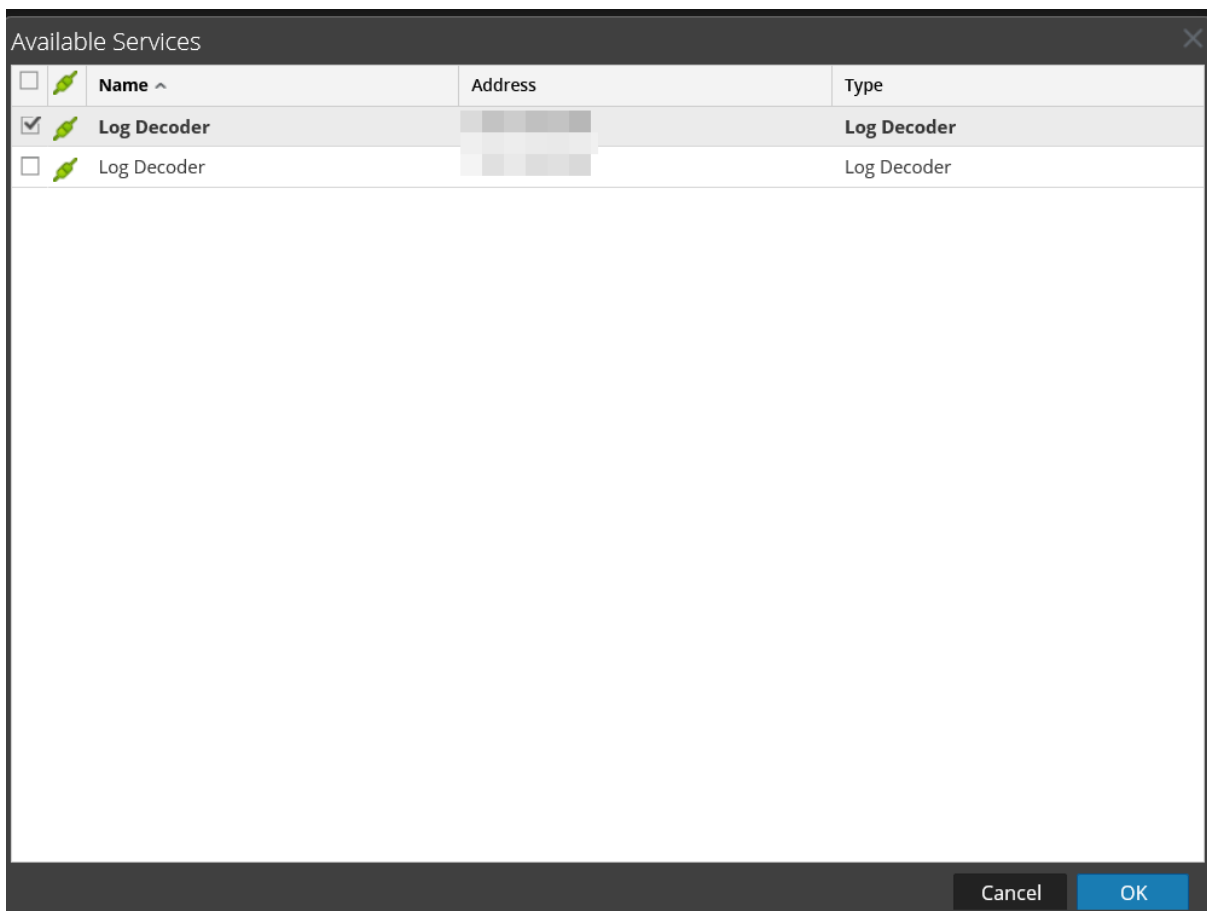 Available Services
Name Address Type
Log Decoder Log Decoder
Log Decoder Log Decoder
Cancel OK